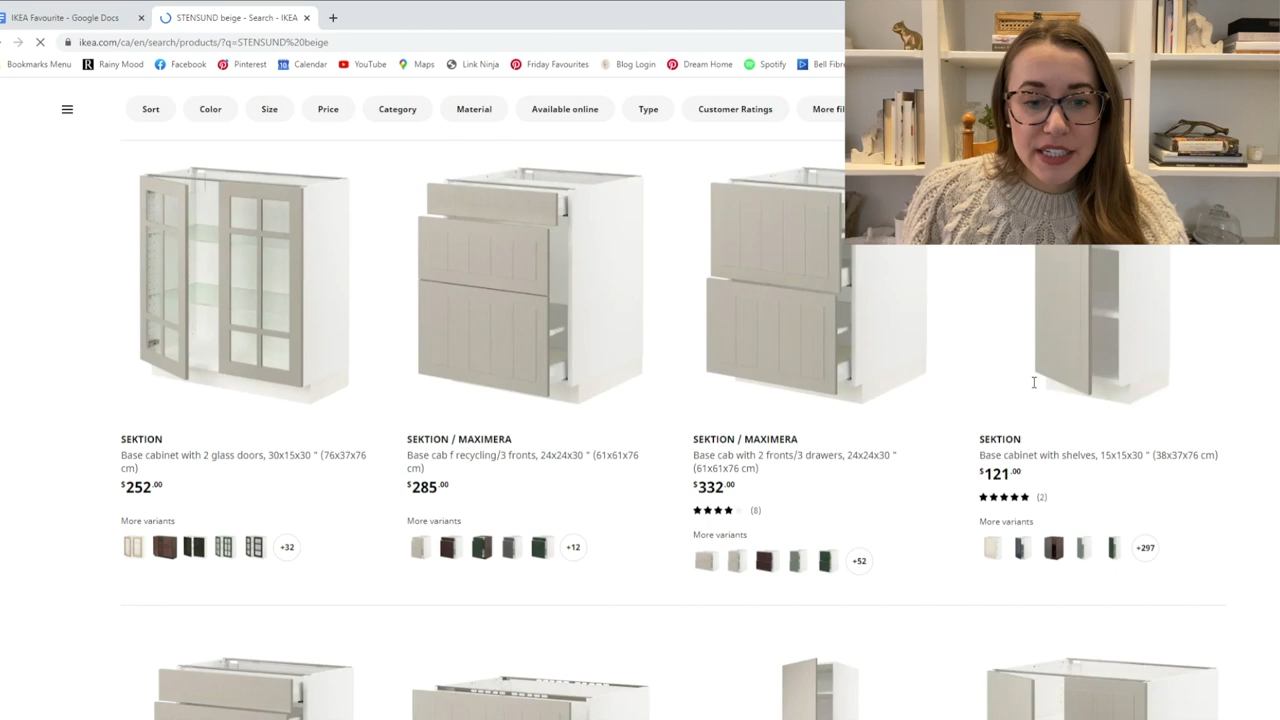 IKEA Favourite - Google Docs
STENSUND beige - Search - IKEA
ikea.com/ca/en/search/products/?q=STENSUND%20beige
Bookmarks Menu Rainy Mood Facebook Pinterest Calendar YouTube Maps Link Ninja Friday Favourites Blog Login Dream Home Spotify Bell Fibre
Sort Color Size Price Category Material Available online Type Customer Ratings More fil
SEKTION
Base cabinet with 2 glass doors, 30x15x30 " (76x37x76
cm)
$252.00
More variants
+32
SEKTION / MAXIMERA
Base cab f recycling/3 fronts, 24x24x30 " (61x61x76
cm)
$285.00
More variants
+12
SEKTION / MAXIMERA
Base cab with 2 fronts/3 drawers, 24x24x30 "
(61x61x76 cm)
$332.00
(8)
More variants
+52
SEKTION
Base cabinet with shelves, 15x15x30 " (38x37x76 cm)
$121.00
(2)
More variants
+297